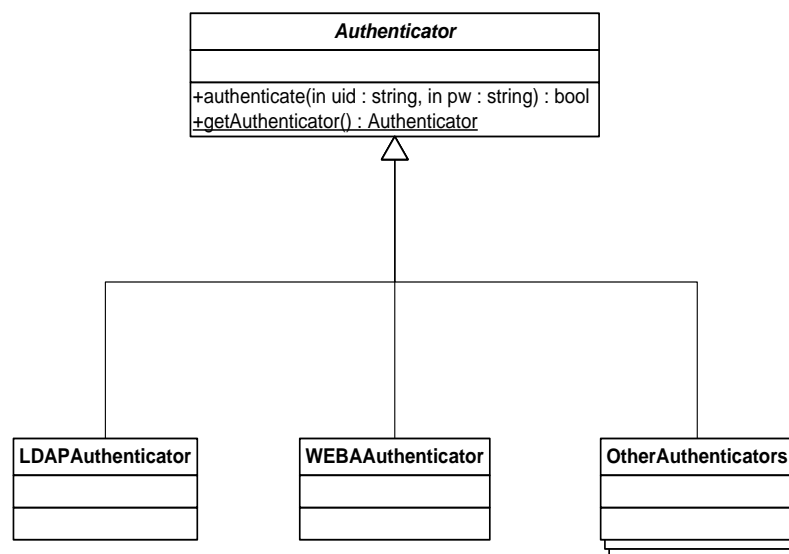 Authenticator
+authenticate(in uid : string, in pw : string) : bool
+getAuthenticator() : Authenticator
LDAPAuthenticator
WEBAAuthenticator
OtherAuthenticators